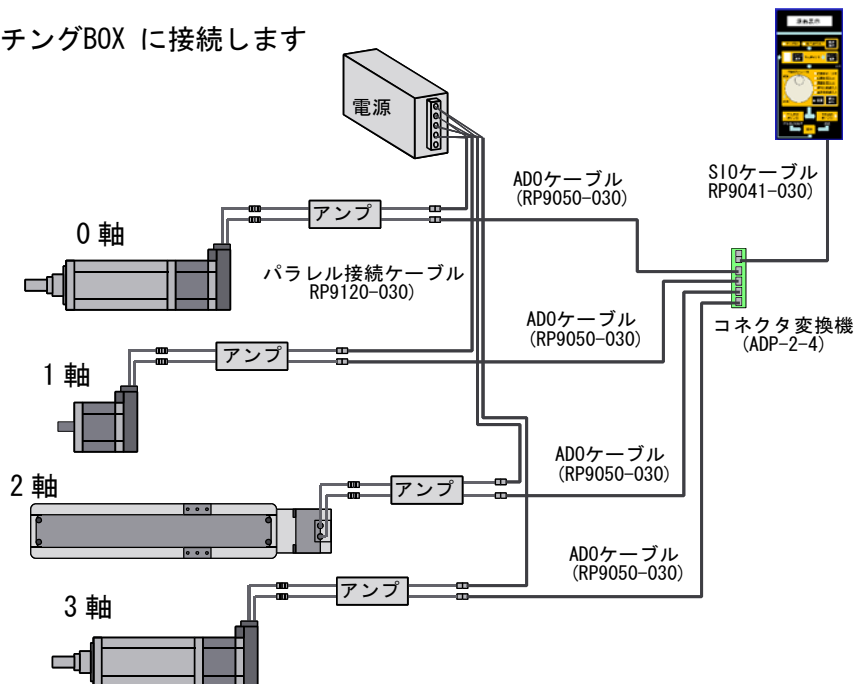 チングBOX に接続します
原点表示
電源
ADOケーブル
(RP9050-030)
SIOケーブル
RP9041-030)
アンプ
0軸
パラレル接続ケーブル
RP9120-030)
ADOケーブル
(RP9050-030)
コネクタ変換機
(ADP-2-4)
アンプ
1軸
ADOケーブル
(RP9050-030)
2軸
アンプ
ADOケーブル
(RP9050-030)
アンプ
3軸